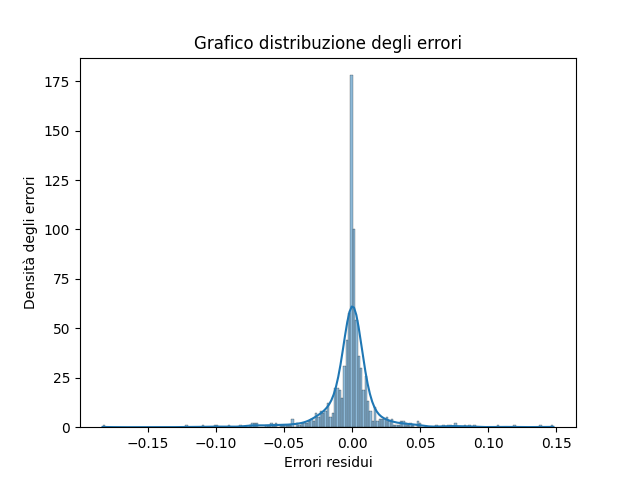 Grafico distribuzione degli errori
175
150
125
100
75
50
25
0
Densità degli errori
−0.15 −0.10 −0.05 0.00 0.05 0.10 0.15
Errori residui